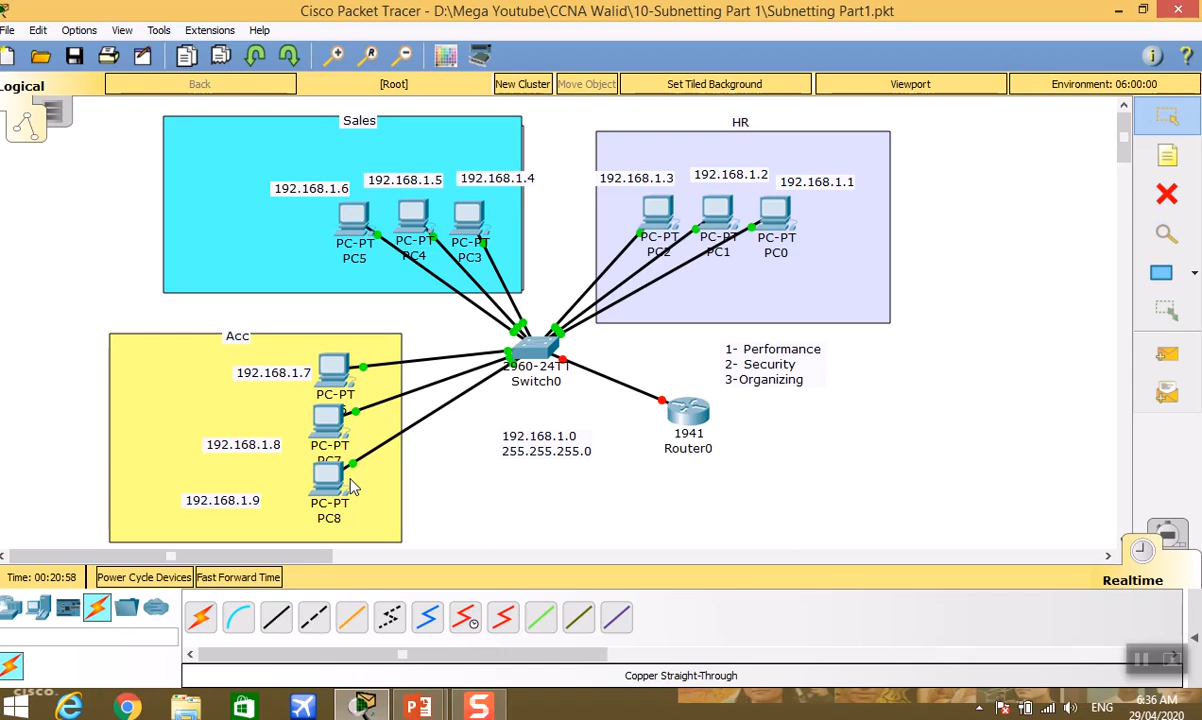 Cisco Packet Tracer - D:\Mega Youtube\CCNA Walid\10-Subnetting Part 1\Subnetting Part1.pkt
File Edit Options View Tools Extensions Help
Logical Back [Root] New Cluster Move Object Set Tiled Background Viewport Environment: 06:00:00
Sales
HR
192.168.1.6 192.168.1.5 192.168.1.4
192.168.1.3 192.168.1.2 192.168.1.1
PC-PT
PC5
PC-PT
PC4
PC-PT
PC3
PC-PT
PC2
PC-PT
PC1
PC-PT
PC0
Acc
192.168.1.7
PC-PT
192.168.1.8
PC-PT
PC7
192.168.1.9
PC-PT
PC8
2960-24TT
Switch0
1- Performance
2- Security
3-Organizing
192.168.1.0
255.255.255.0
1941
Router0
Time: 00:20:58 Power Cycle Devices Fast Forward Time
Realtime
Copper Straight-Through
CISCO
ENG
6:36 AM
29/04/2020